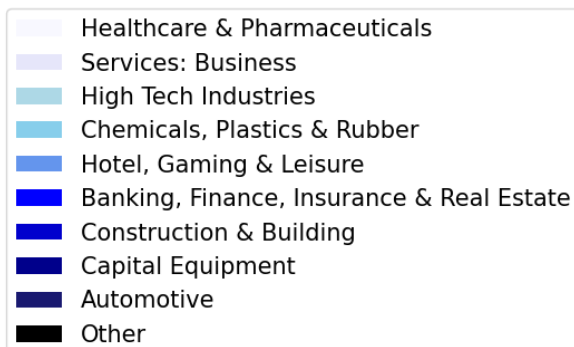 Healthcare & Pharmaceuticals
Services: Business
High Tech Industries
Chemicals, Plastics & Rubber
Hotel, Gaming & Leisure
Banking, Finance, Insurance & Real Estate
Construction & Building
Capital Equipment
Automotive
Other